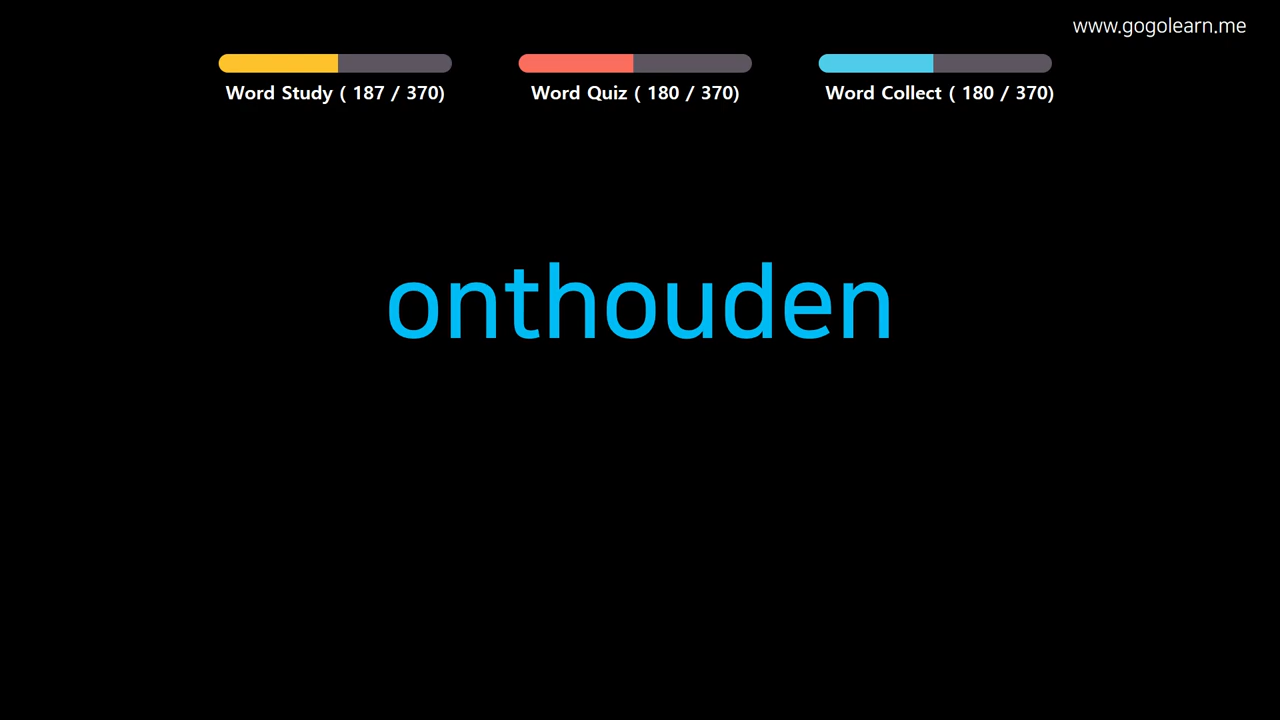 www.gogolearn.me
Word Study ( 187 / 370)
Word Quiz ( 180 / 370)
Word Collect ( 180 / 370)
onthouden